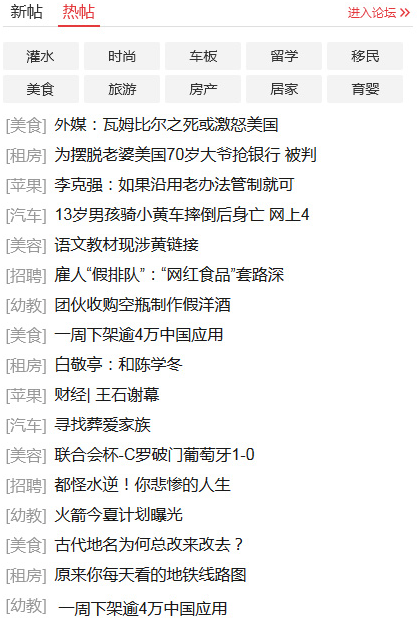 新帖 热帖 进入论坛 »
灌水 时尚 车板 留学 移民
美食 旅游 房产 居家 育婴
[美食] 外媒：瓦姆比尔之死或激怒美国
[租房] 为摆脱老婆美国70岁大爷抢银行 被判
[苹果] 李克强：如果沿用老办法管制就可
[汽车] 13岁男孩骑小黄车摔倒后身亡 网上4
[美容] 语文教材现涉黄链接
[招聘] 雇人“假排队”：“网红食品”套路深
[幼教] 团伙收购空瓶制作假洋酒
[美食] 一周下架逾4万中国应用
[租房] 白敬亭：和陈学冬
[苹果] 财经| 王石谢幕
[汽车] 寻找葬爱家族
[美容] 联合会杯-C罗破门葡萄牙1-0
[招聘] 都怪水逆！你悲惨的人生
[幼教] 火箭今夏计划曝光
[美食] 古代地名为何总改来改去？
[租房] 原来你每天看的地铁线路图
[幼教] 一周下架逾4万中国应用